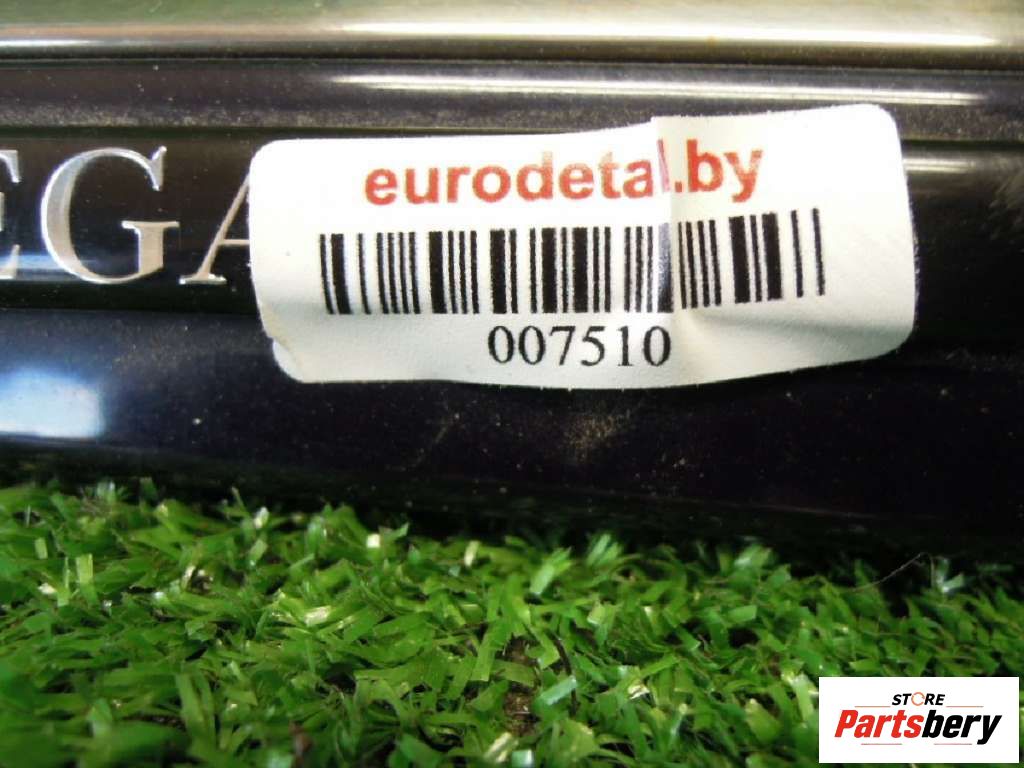 EGA
eurodetal.by
007510
STORE
Partsbery